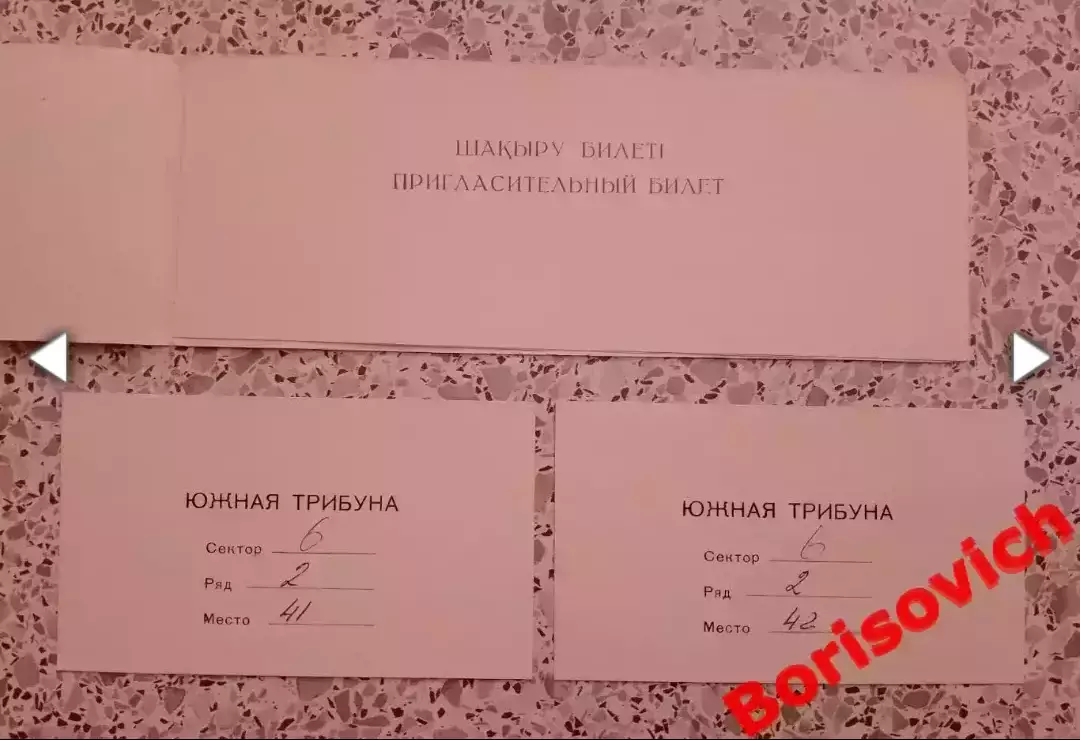 ШАҚЫРУ БИЛЕТІ
ПРИГЛАСИТЕЛЬНЫЙ БИЛЕТ
ЮЖНАЯ ТРИБУНА
Сектор 6
Ряд 2
Место 41
ЮЖНАЯ ТРИБУНА
Сектор 6
Ряд 2
Место 42
Borisovich